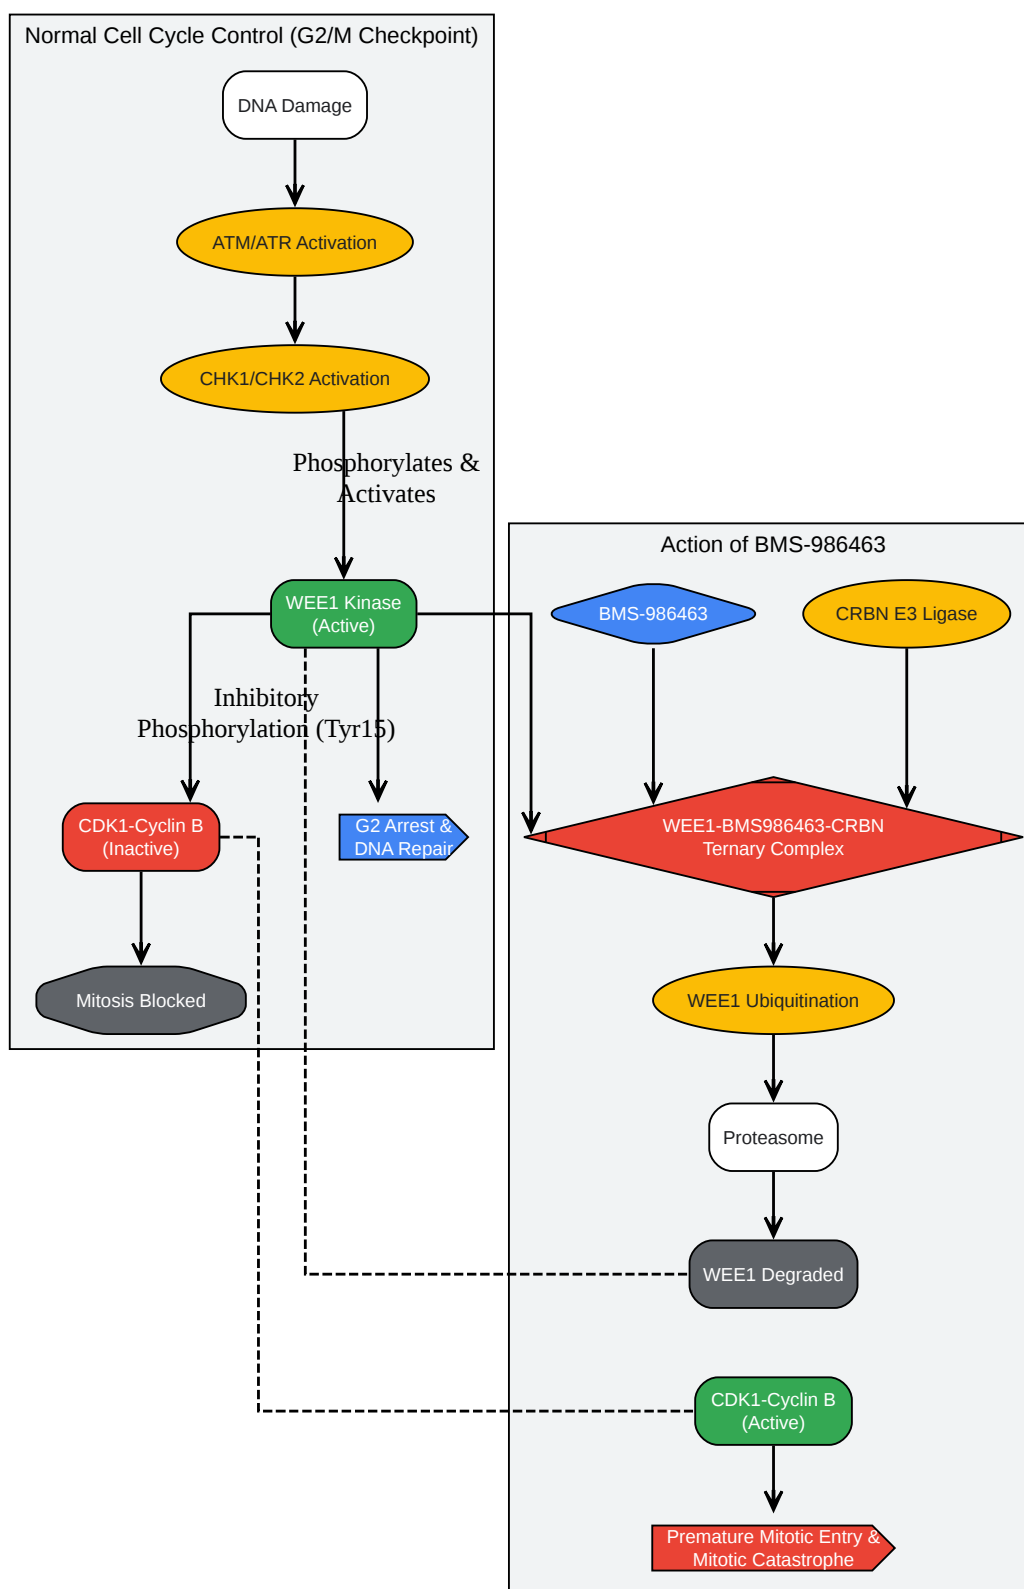 Normal Cell Cycle Control (G2/M Checkpoint)
DNA Damage
ATM/ATR Activation
CHK1/CHK2 Activation
Phosphorylates &
Activates
WEE1 Kinase
(Active)
Inhibitory
Phosphorylation (Tyr15)
CDK1-Cyclin B
(Inactive)
G2 Arrest &
DNA Repair
Mitosis Blocked
Action of BMS-986463
BMS-986463
CRBN E3 Ligase
WEE1-BMS986463-CRBN
Ternary Complex
WEE1 Ubiquitination
Proteasome
WEE1 Degraded
CDK1-Cyclin B
(Active)
Premature Mitotic Entry &
Mitotic Catastrophe